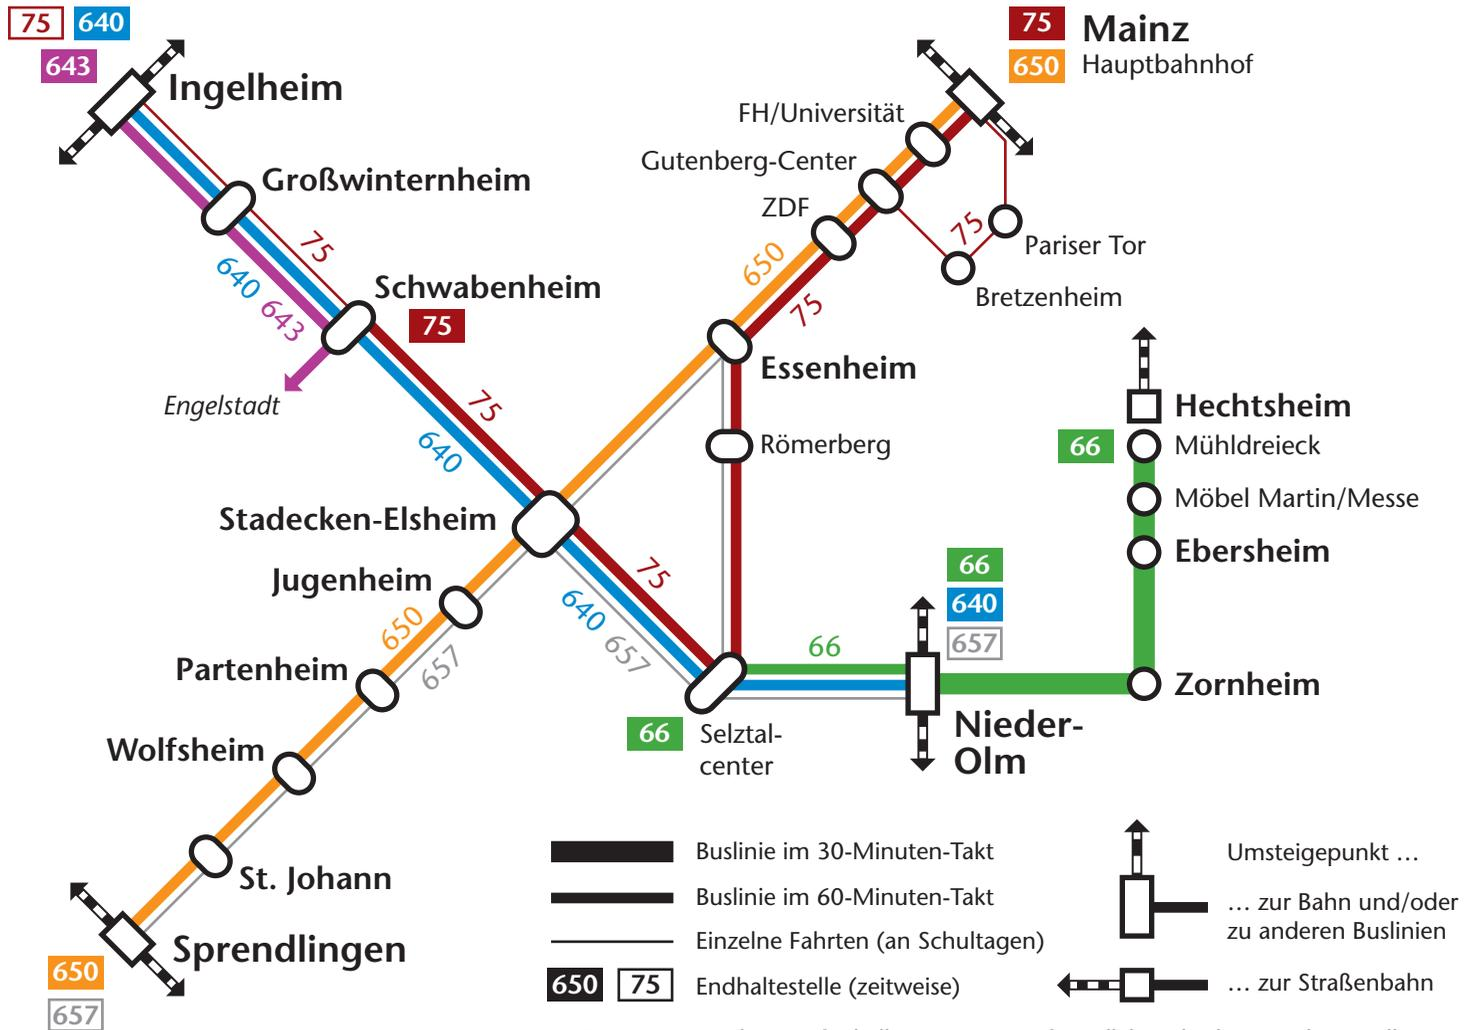 75 640
643
Ingelheim
Großwinternheim
75
640
643
Schwabenheim
75
Engelstadt
75
640
Stadecken-Elsheim
Jugenheim
650
657
Partenheim
Wolfsheim
St. Johann
Sprendlingen
650
657
75
650
Mainz
Hauptbahnhof
FH/Universität
Gutenberg-Center
ZDF
650
75
75
Pariser Tor
Bretzenheim
Essenheim
Römerberg
75
640
657
66
Selztal-
center
66
66
640
657
Nieder-
Olm
Hechtsheim
66
Mühldreieck
Möbel Martin/Messe
Ebersheim
Zornheim
Buslinie im 30-Minuten-Takt
Buslinie im 60-Minuten-Takt
Einzelne Fahrten (an Schultagen)
650 75 Endhaltestelle (zeitweise)
Umsteigepunkt ...
... zur Bahn und/oder
zu anderen Buslinien
... zur Straßenbahn